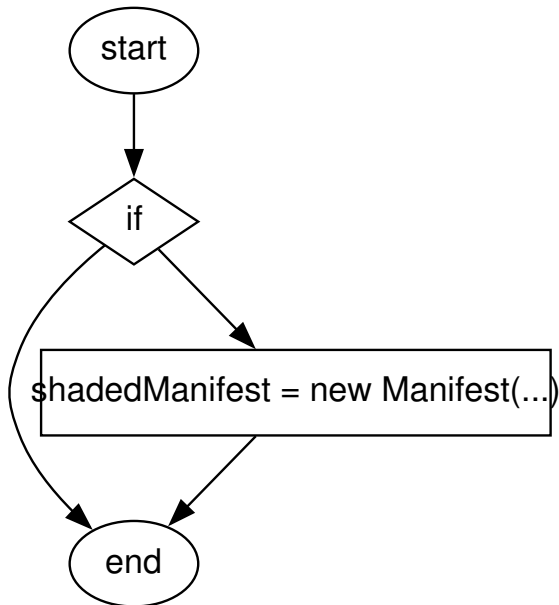 start
if
shadedManifest = new Manifest(...)
end